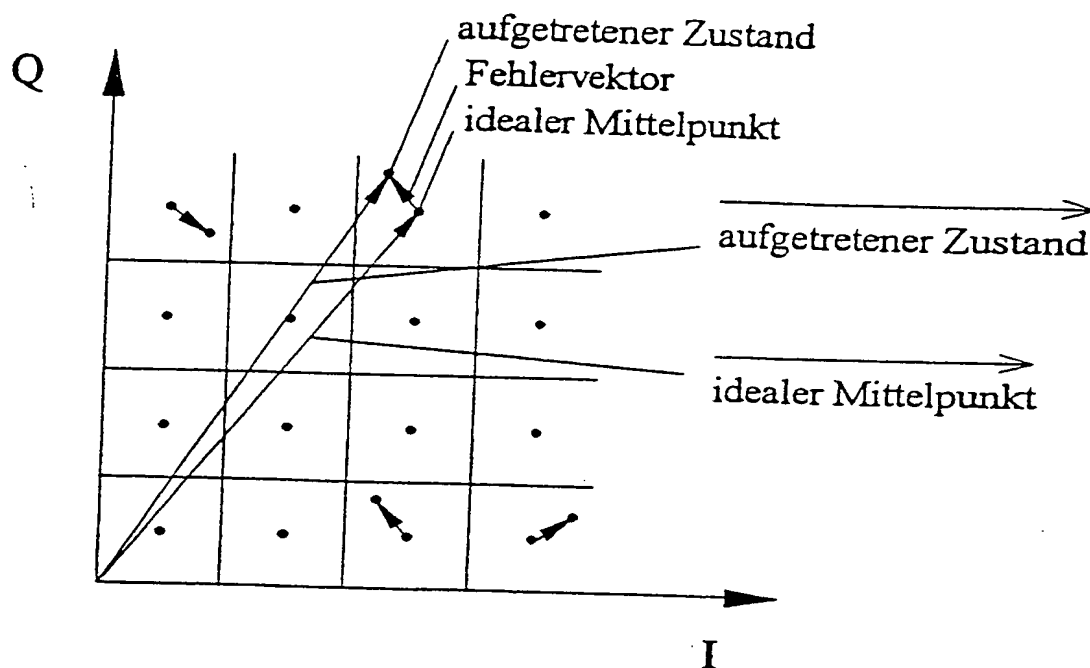 aufgetretener Zustand
Fehlervektor
idealer Mittelpunkt
Q
aufgetretener Zustand
idealer Mittelpunkt
I